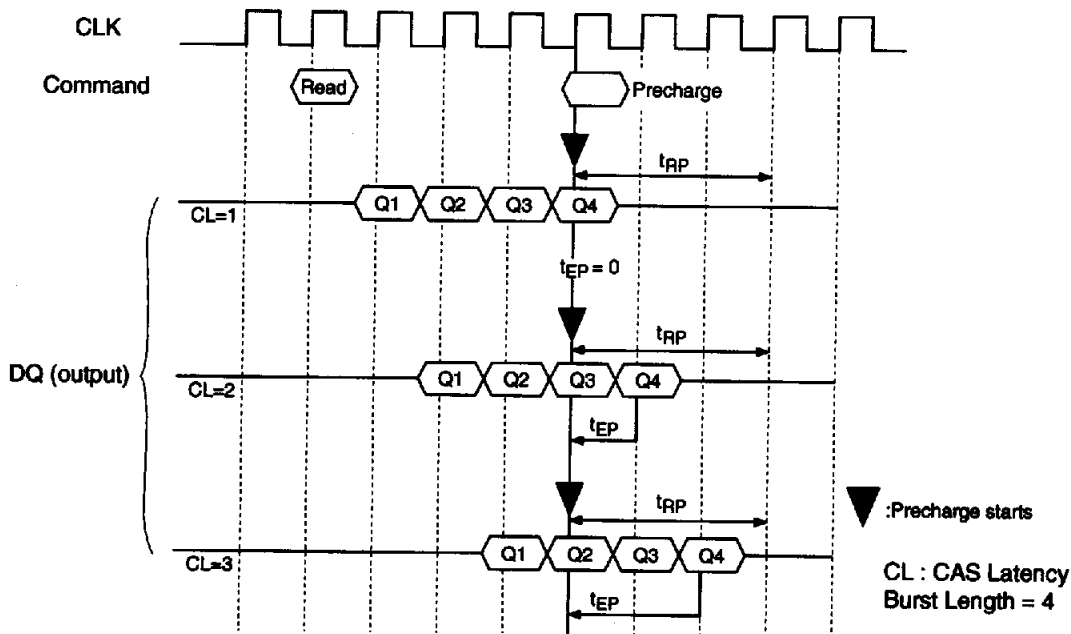 CLK
Command
Read
Precharge
tRP
CL=1
Q1 Q2 Q3 Q4
tEP = 0
tRP
DQ (output)
CL=2
Q1 Q2 Q3 Q4
tEP
tRP
:Precharge starts
CL=3
Q1 Q2 Q3 Q4
tEP
CL : CAS Latency
Burst Length = 4